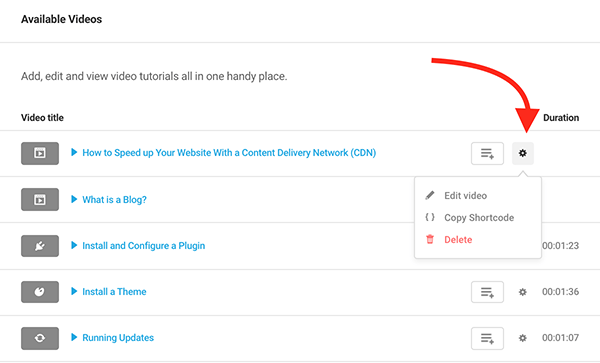 Available Videos
Add, edit and view video tutorials all in one handy place.
Video title Duration
How to Speed up Your Website With a Content Delivery Network (CDN)
What is a Blog?
Edit video
{ } Copy Shortcode
Delete
Install and Configure a Plugin 00:01:23
Install a Theme 00:01:36
Running Updates 00:01:07